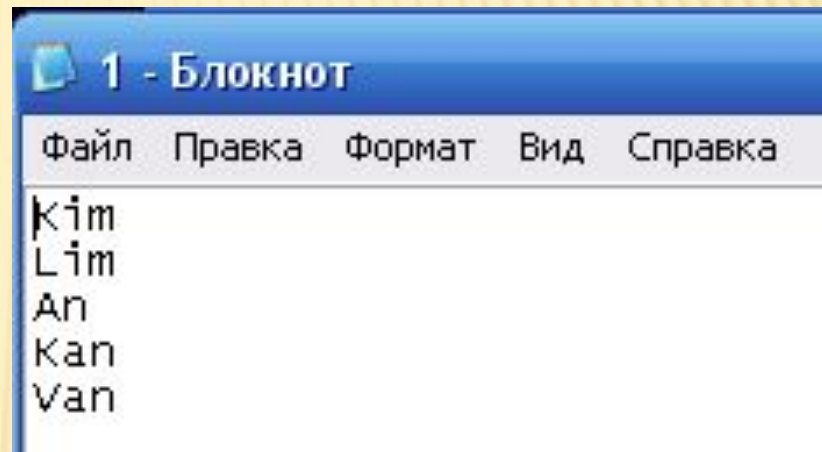 1 - Блокнот
Файл Правка Формат Вид Справка
Kim
Lim
An
Kan
Van